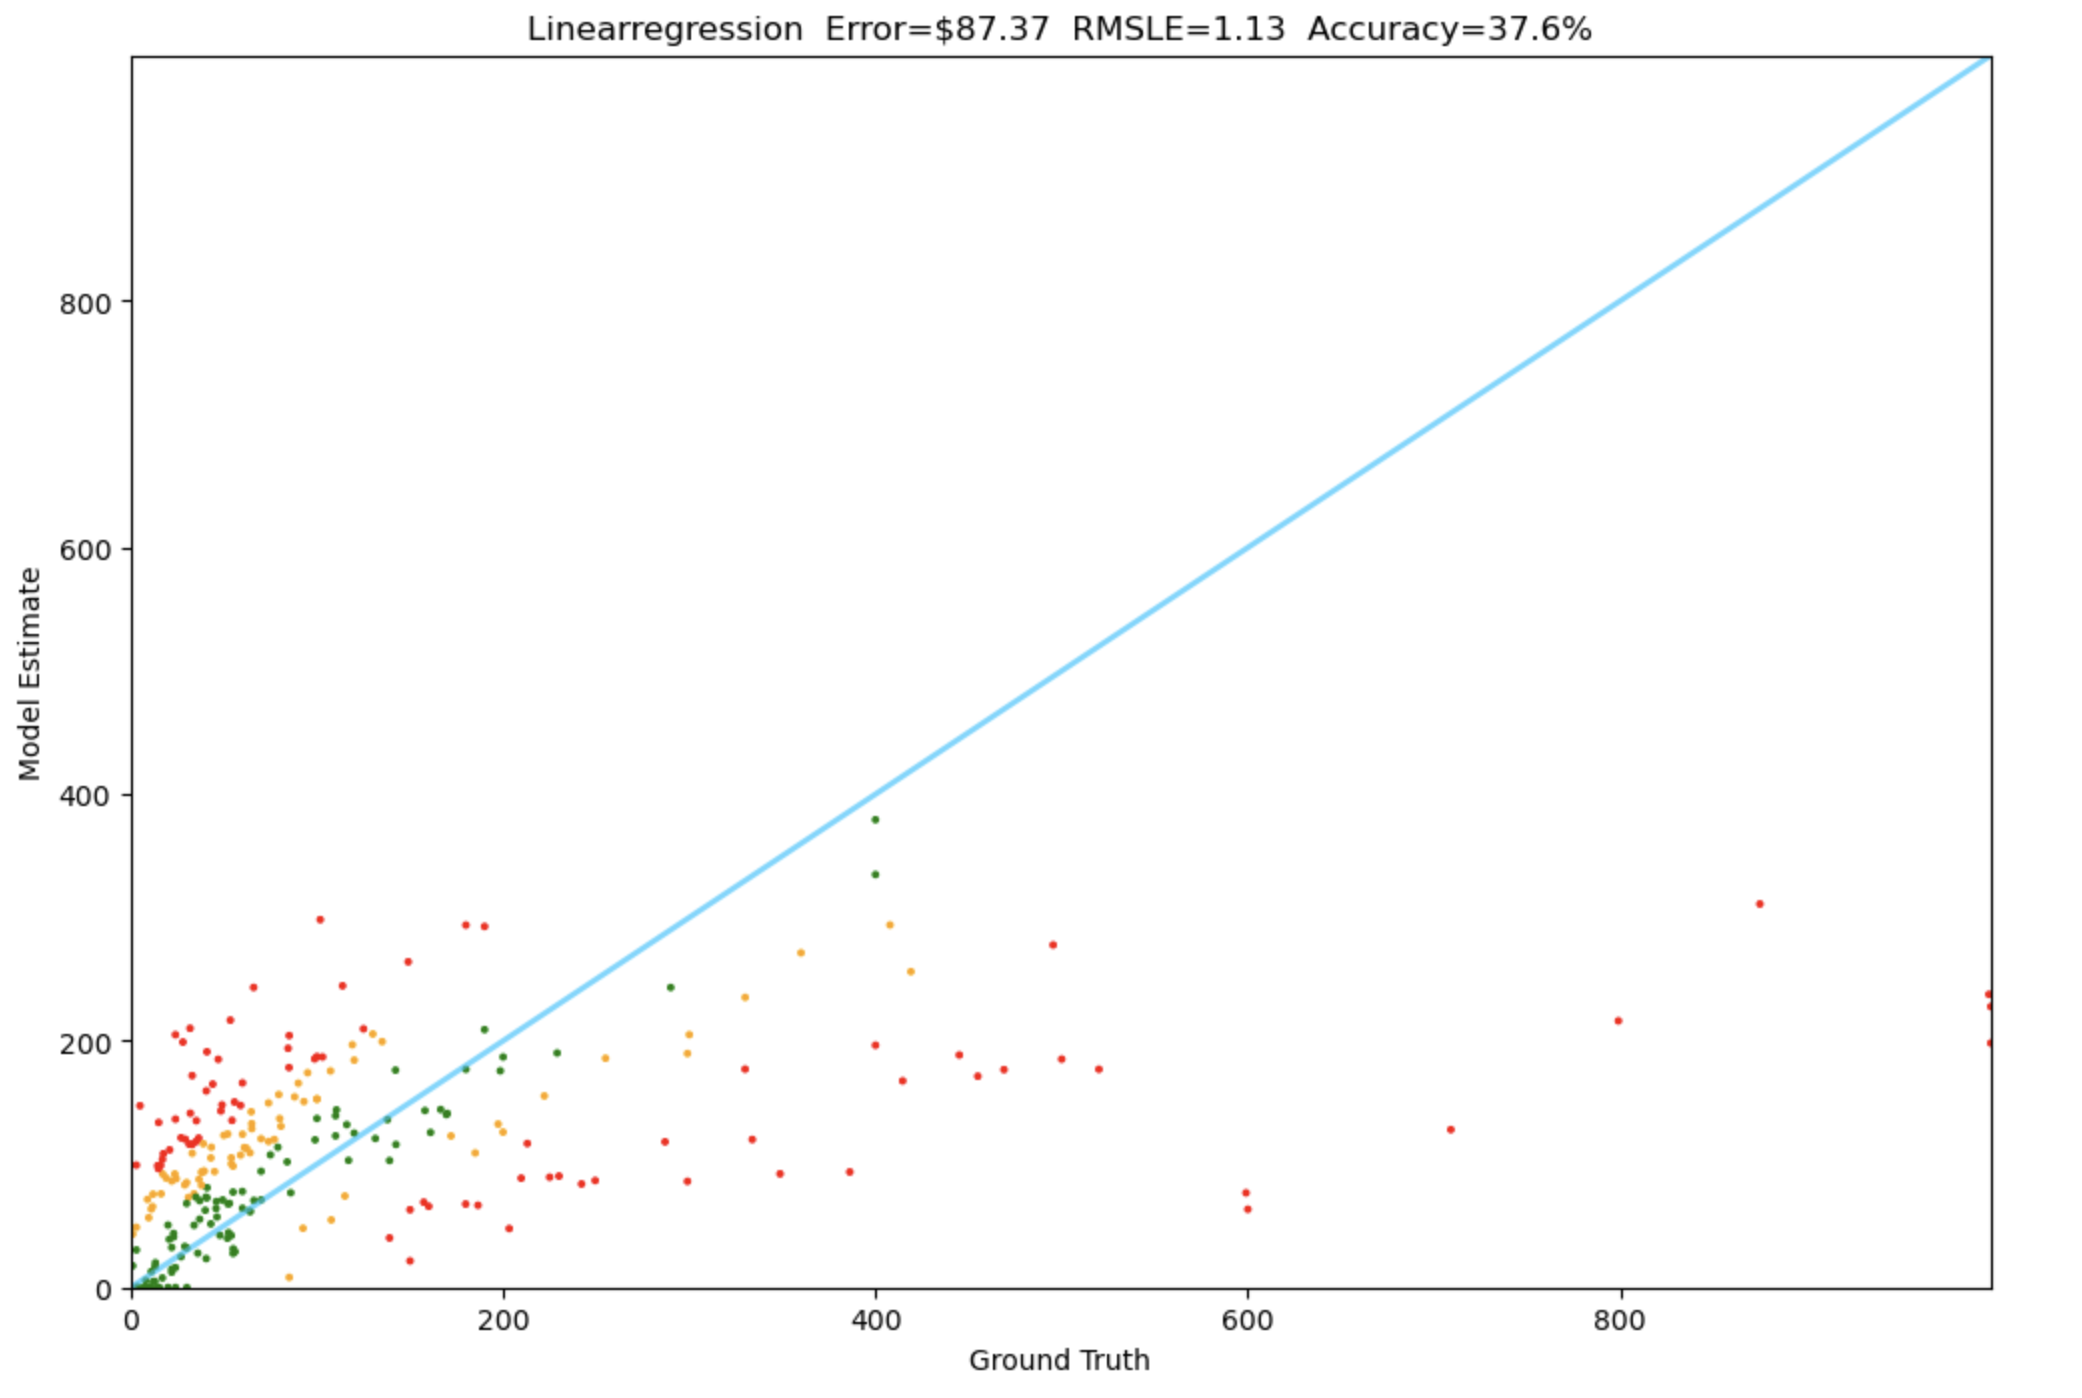 Linearregression Error=$87.37 RMSLE=1.13 Accuracy=37.6%
800
600
400
200
0
Model Estimate
0 200 400 600 800
Ground Truth